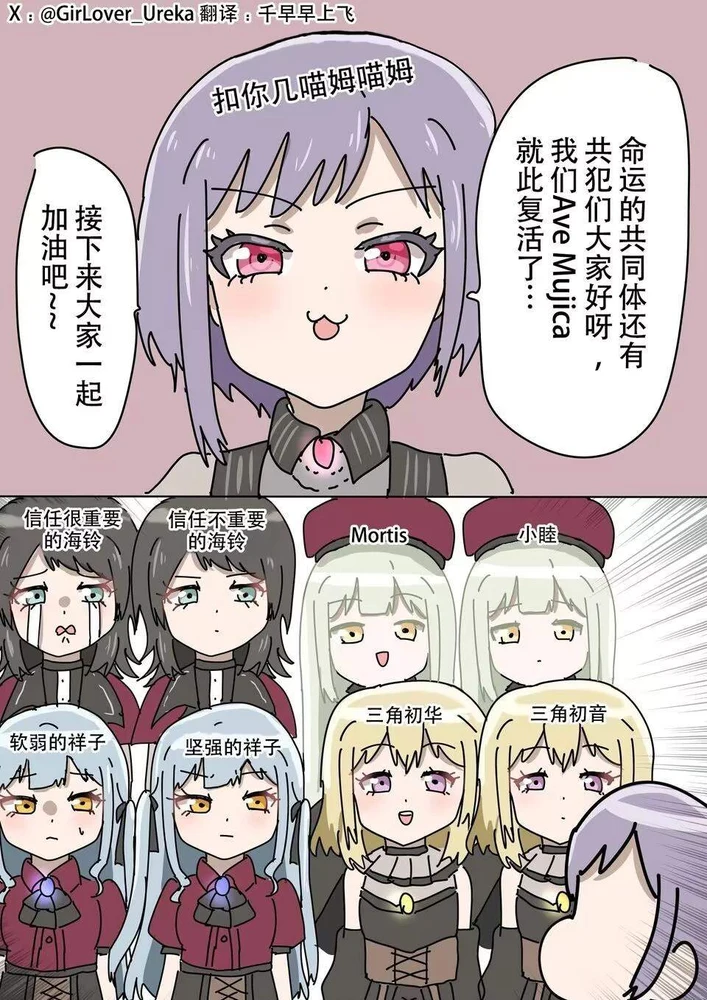 X：@GirLover_Ureka 翻译：千早早上飞
扣你几喵姆喵姆
命运的共同体还有
共犯们大家好呀，
我们Ave Mujica
就此复活了…
接下来大家一起
加油吧~~
信任很重要
的海铃
信任不重要
的海铃
Mortis
小睦
软弱的祥子
坚强的祥子
三角初华
三角初音